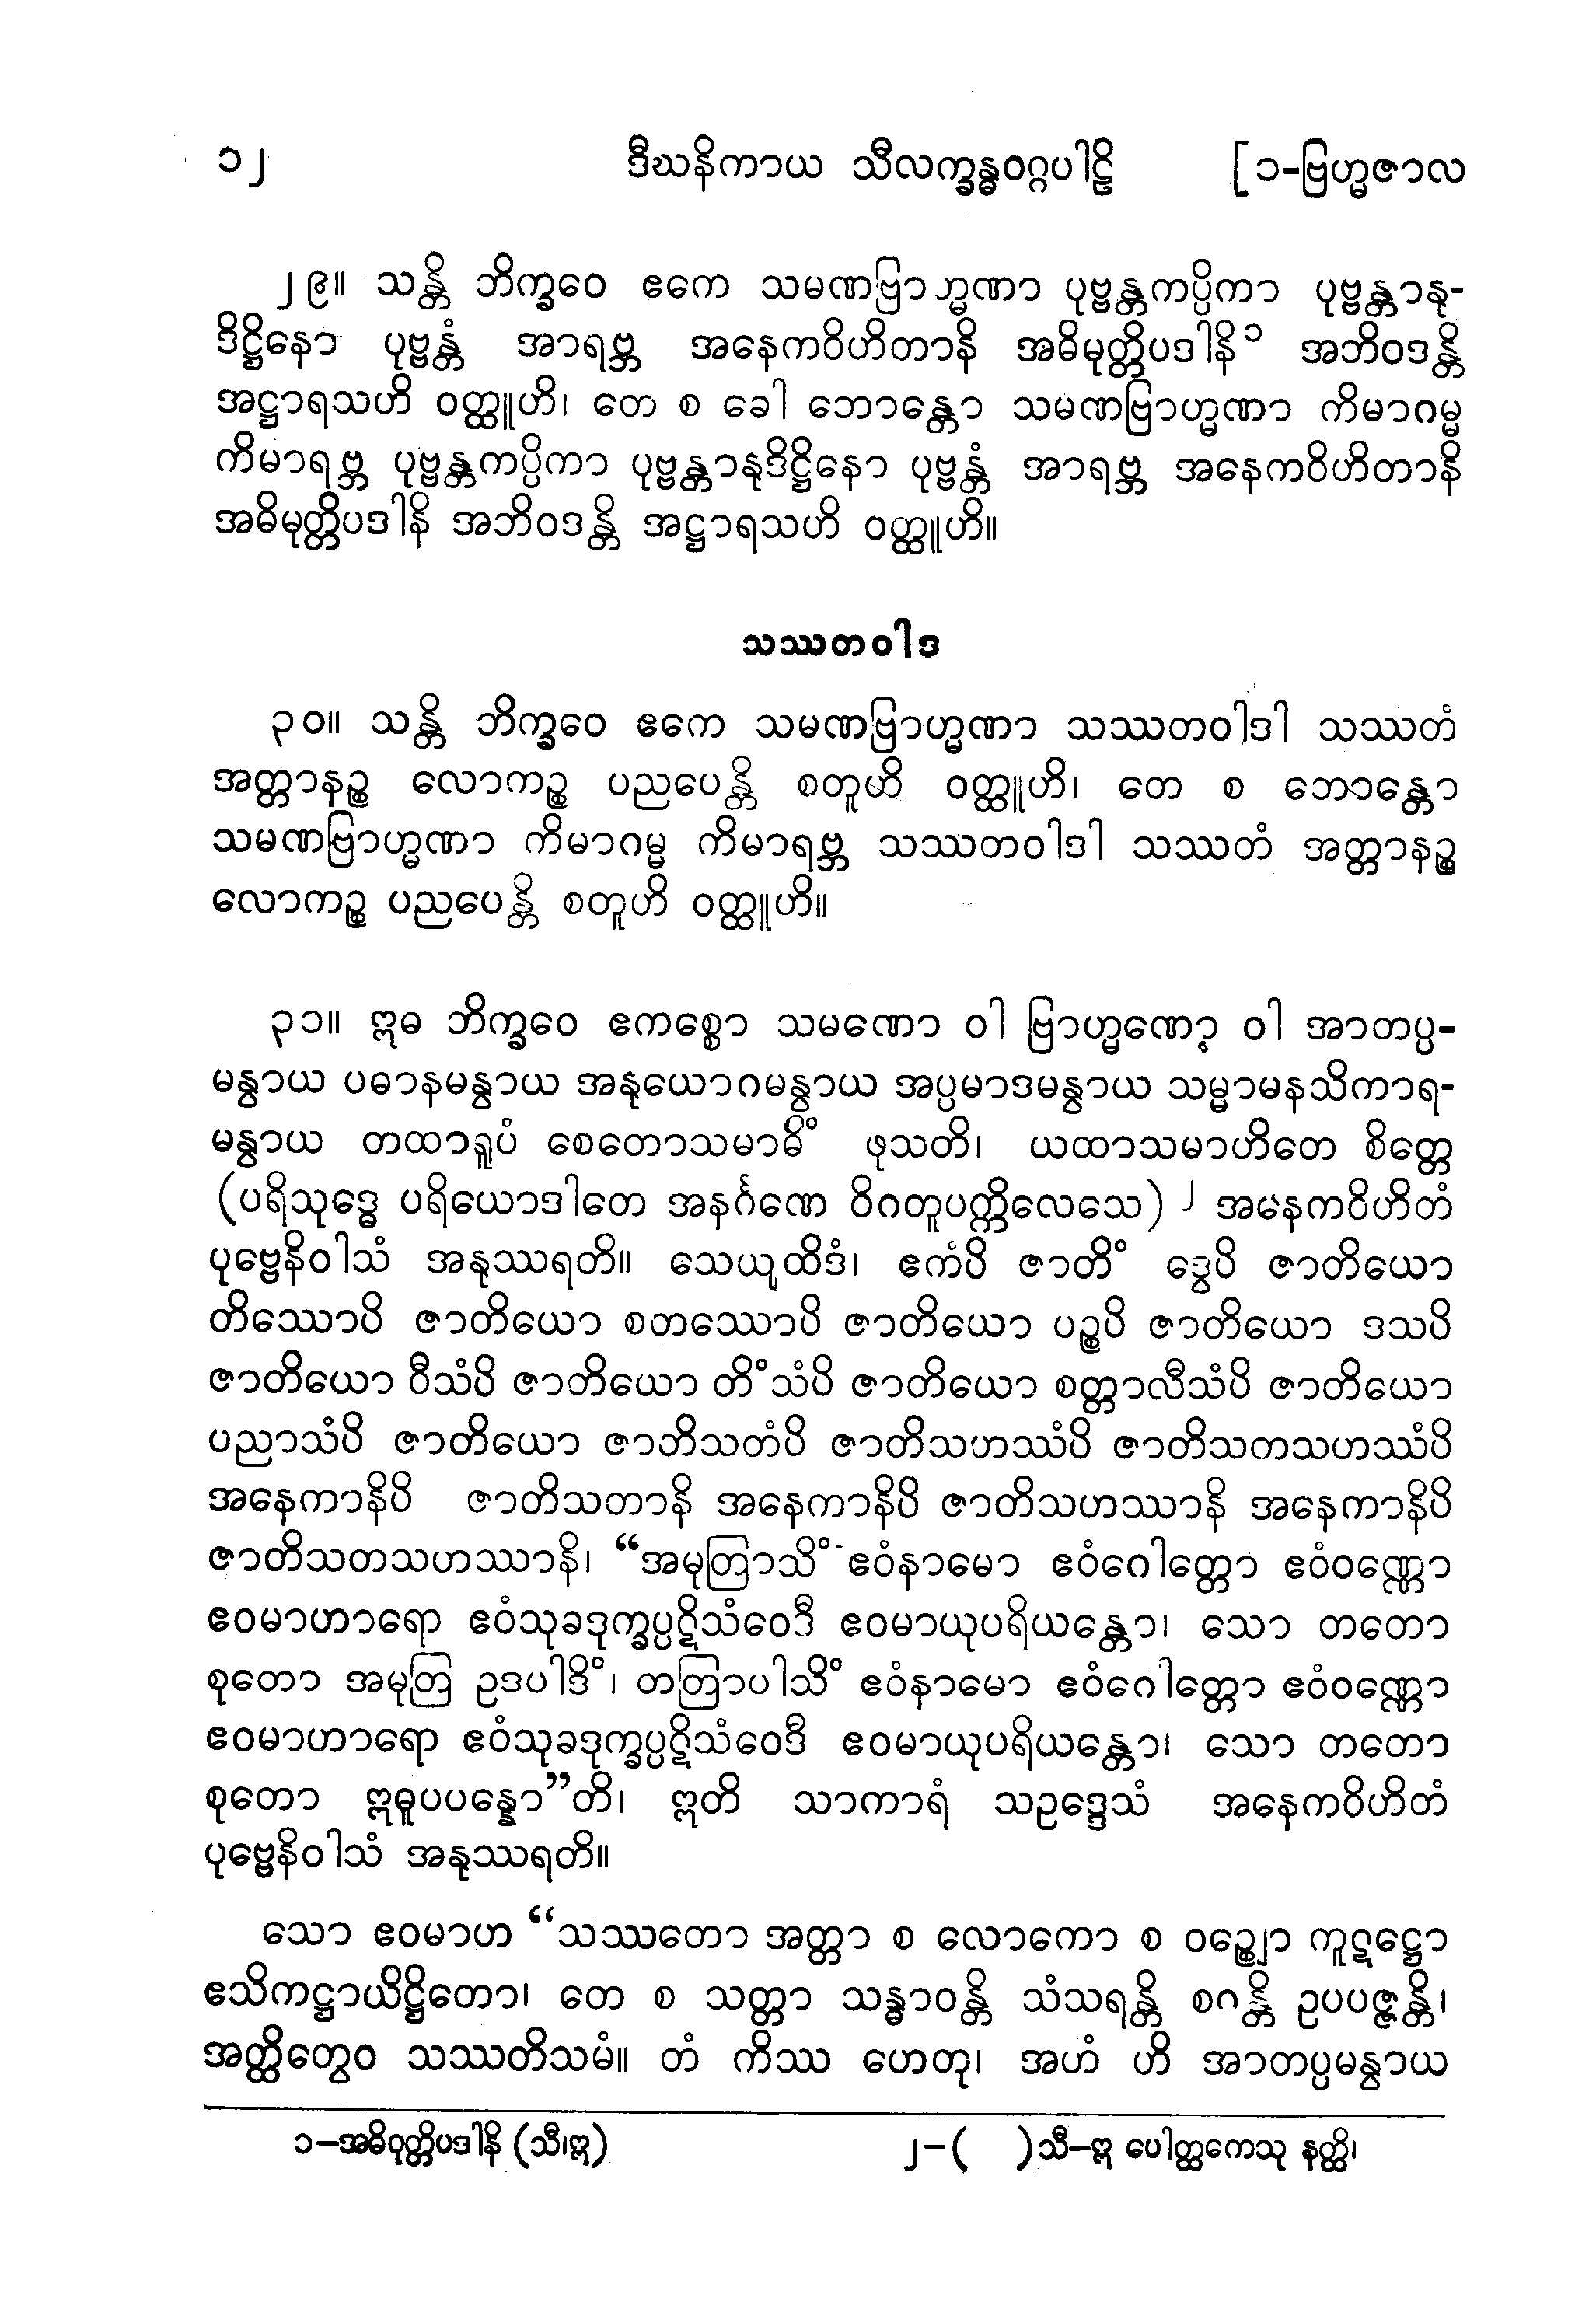 ၁၂ ဒီဃနိကာယ သီလက္ခန္ဓဝဂ္ဂပါဠိ [၁-ဗြဟ္မဇာလ
၂၉။ သန္တိ ဘိက္ခဝေ ဧကေ သမဏဗြာဟ္မဏာ ပုဗ္ဗန္တကပ္ပိကာ ပုဗ္ဗန္တာနု-
ဒိဋ္ဌိနော ပုဗ္ဗန္တံ အာရဗ္ဘ အနေကဝိဟိတာနိ အဓိမုတ္တိပဒါနိ၁ အဘိဝဒန္တိ
အဋ္ဌာရသဟိ ဝတ္ထူဟိ၊ တေ စ ခေါ ဘောန္တော သမဏဗြာဟ္မဏာ ကိမာဂမ္မ
ကိမာရဗ္ဘ ပုဗ္ဗန္တကပ္ပိကာ ပုဗ္ဗန္တာနုဒိဋ္ဌိနော ပုဗ္ဗန္တံ အာရဗ္ဘ အနေကဝိဟိတာနိ
အဓိမုတ္တိပဒါနိ အဘိဝဒန္တိ အဋ္ဌာရသဟိ ဝတ္ထူဟိ။
သဿတဝါဒ
၃၀။ သန္တိ ဘိက္ခဝေ ဧကေ သမဏဗြာဟ္မဏာ သဿတဝါဒါ သဿတံ
အတ္တာနဉ္စ လောကဉ္စ ပညပေန္တိ စတူဟိ ဝတ္ထူဟိ၊ တေ စ ဘောန္တော
သမဏဗြာဟ္မဏာ ကိမာဂမ္မ ကိမာရဗ္ဘ သဿတဝါဒါ သဿတံ အတ္တာနဉ္စ
လောကဉ္စ ပညပေန္တိ စတူဟိ ဝတ္ထူဟိ။
၃၁။ ဣဓ ဘိက္ခဝေ ဧကစ္စော သမဏော ဝါ ဗြာဟ္မဏော ဝါ အာတပ္ပ-
မန္ွာယ ပဓာနမန္ွာယ အနုယောဂမန္ွာယ အပ္ပမာဒမန္ွာယ သမ္မာမနသိကာရ-
မန္ွာယ တထာရူပံ စေတောသမာဓိံ ဖုသတိ၊ ယထာသမာဟိတေ စိတ္တေ
(ပရိသုဒ္ဓေ ပရိယောဒါတေ အနင်္ဂဏေ ဝိဂတူပက္ကိလေသေ)၂ အနေကဝိဟိတံ
ပုဗ္ဗေနိဝါသံ အနုဿရတိ။ သေယျထိဒံ၊ ဧကံပိ ဇာတိံ ဒွေပိ ဇာတိယော
တိဿောပိ ဇာတိယော စတဿောပိ ဇာတိယော ပဉ္စပိ ဇာတိယော ဒသပိ
ဇာတိယော ဝီသံပိ ဇာတိယော တိံသံပိ ဇာတိယော စတ္တာလီသံပိ ဇာတိယော
ပညာသံပိ ဇာတိယော ဇာတိသတံပိ ဇာတိသဟဿံပိ ဇာတိသကသဟဿံပိ
အနေကာနိပိ ဇာတိသတာနိ အနေကာနိပိ ဇာတိသဟဿာနိ အနေကာနိပိ
ဇာတိသတသဟဿာနိ၊ “အမုတြာသိံ ဧဝံနာမော ဧဝံဂေါတ္တော ဧဝံဝဏ္ဏော
ဧဝမာဟာရော ဧဝံသုခဒုက္ခပ္ပဋိသံဝေဒီ ဧဝမာယုပရိယန္တော၊ သော တတော
စုတော အမုတြ ဥဒပါဒိံ၊ တတြာပါသိံ ဧဝံနာမော ဧဝံဂေါတ္တော ဧဝံဝဏ္ဏော
ဧဝမာဟာရော ဧဝံသုခဒုက္ခပ္ပဋိသံဝေဒီ ဧဝမာယုပရိယန္တော၊ သော တတော
စုတော ဣဓူပပန္နော”တိ၊ ဣတိ သာကာရံ သဥဒ္ဒေသံ အနေကဝိဟိတံ
ပုဗ္ဗေနိဝါသံ အနုဿရတိ။
သော ဧဝမာဟ “သဿတော အတ္တာ စ လောကော စ ဝဉ္ဈော ကူဋဋ္ဌော
ဧသိကဋ္ဌာယိဋ္ဌိတော၊ တေ စ သတ္တာ သန္ဓာဝန္တိ သံသရန္တိ စဝန္တိ ဥပပဇ္ဇန္တိ၊
အတ္ထိတွေဝ သဿတိသမံ။ တံ ကိဿ ဟေတု၊ အဟံ ဟိ အာတပ္ပမန္ွာယ
၁-အဓိဝုတ္တိပဒါနိ (သီ၊ဣ) ၂-( )သီ-ဣ ပေါတ္ထကေသု နတ္ထိ၊